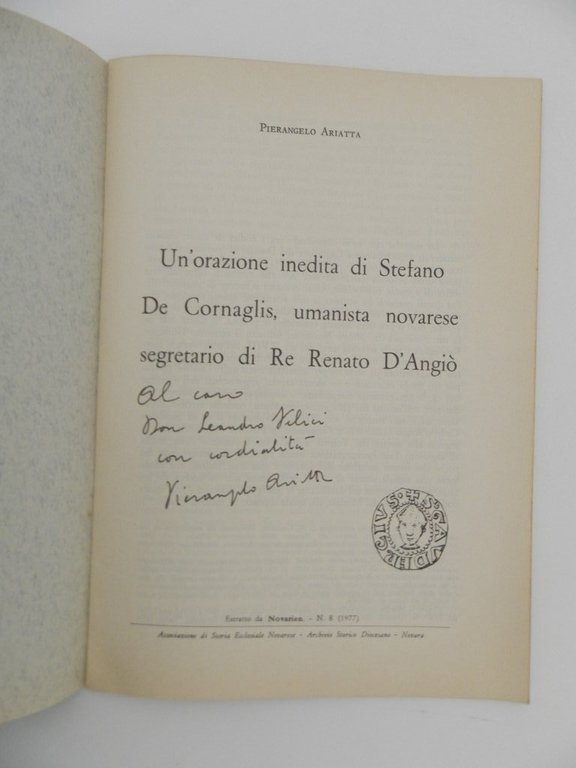 PIERANGELO ARIATTA
Un'orazione inedita di Stefano
De Cornaglis, umanista novarese
segretario di Re Renato D'Angiò
Al caro
Don Leandro
con cordialità
Pierangelo Ariatta
S GAUDIENCIUS
Estratto da Novarien - N. 8 (1977)
Associazione di Storia Ecclesiale Novarese - Archivio Storico Diocesano - Novara